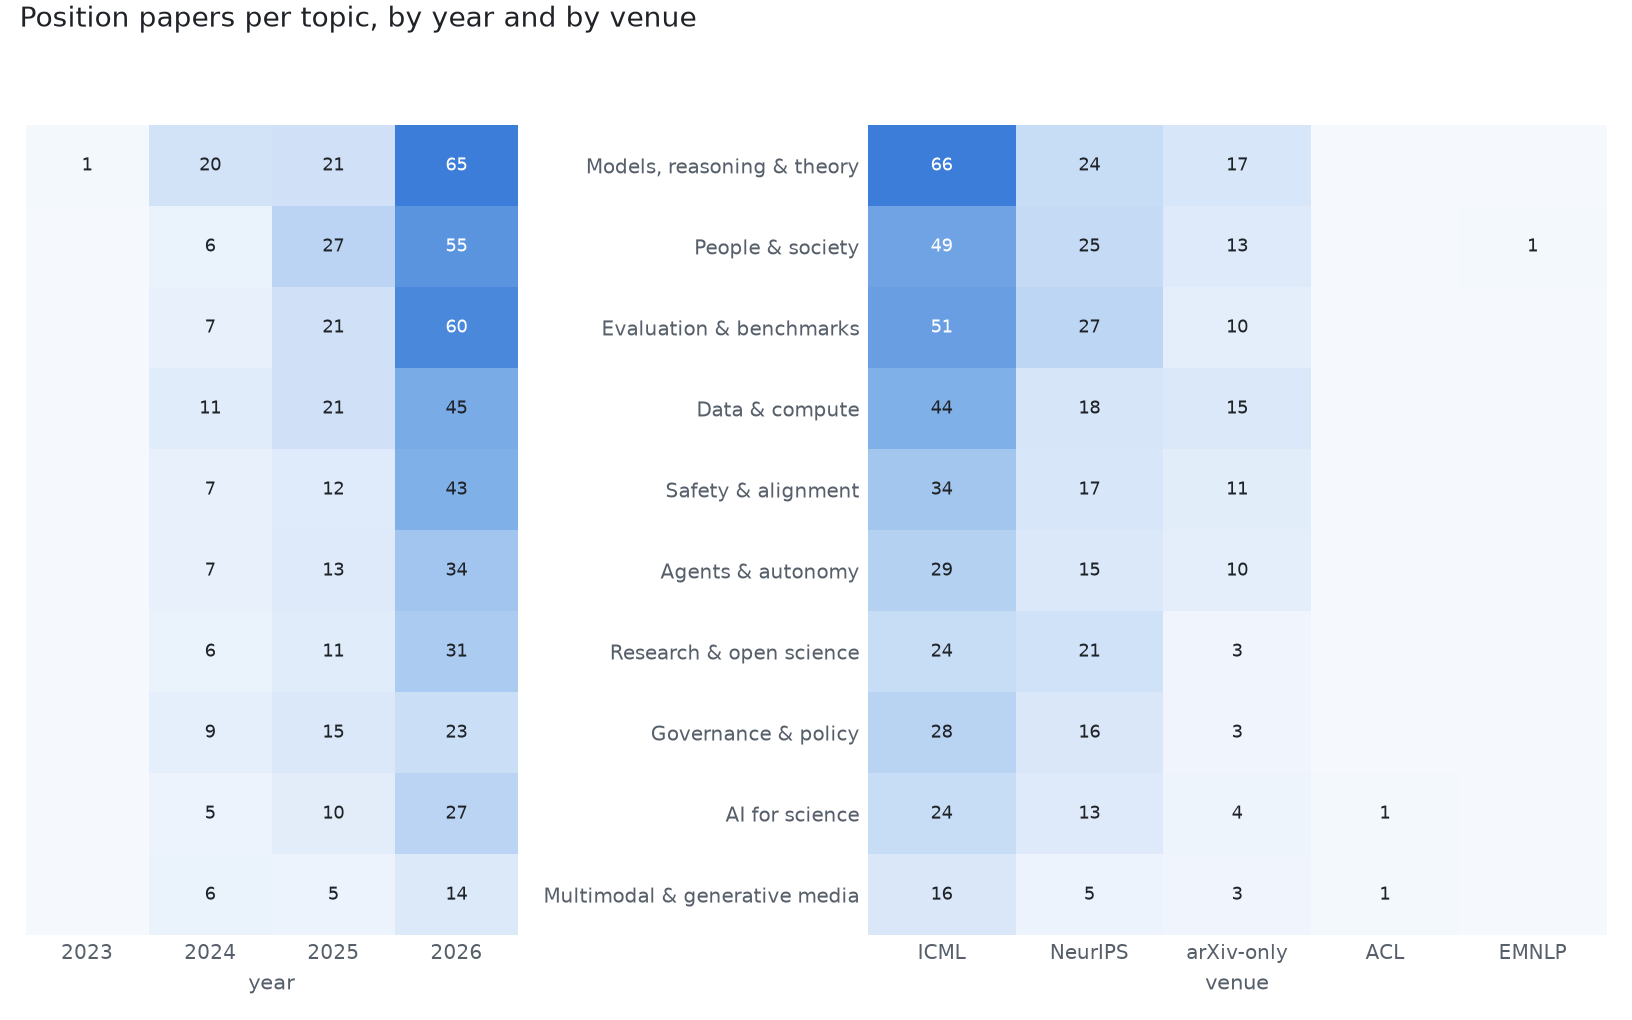 Position papers per topic, by year and by venue
1 20 21 65 Models, reasoning & theory 66 24 17
6 27 55 People & society 49 25 13 1
7 21 60 Evaluation & benchmarks 51 27 10
11 21 45 Data & compute 44 18 15
7 12 43 Safety & alignment 34 17 11
7 13 34 Agents & autonomy 29 15 10
6 11 31 Research & open science 24 21 3
9 15 23 Governance & policy 28 16 3
5 10 27 AI for science 24 13 4 1
6 5 14 Multimodal & generative media 16 5 3 1
2023 2024 2025 2026 ICML NeurIPS arXiv-only ACL EMNLP
year venue